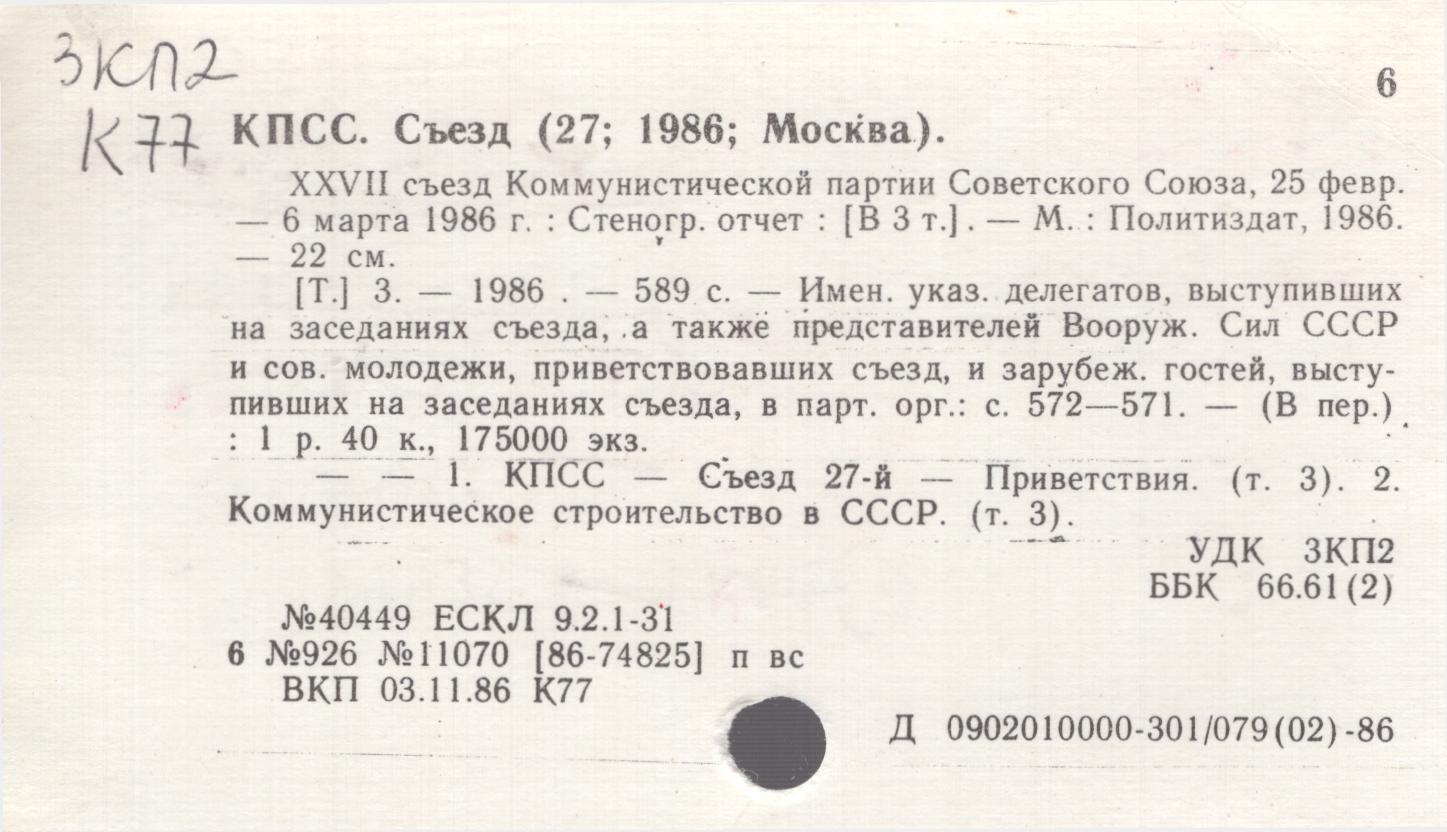 3КП2
6
К77
КПСС. Съезд (27; 1986; Москва).
XXVII съезд Коммунистической партии Советского Союза, 25 февр.
— 6 марта 1986 г. : Стеногр. отчет : [В 3 т.]. — М. : Политиздат, 1986.
— 22 см.
[Т.] 3. — 1986 . — 589 с. — Имен. указ. делегатов, выступивших
на заседаниях съезда, а также представителей Вооруж. Сил СССР
и сов. молодежи, приветствовавших съезд, и зарубеж. гостей, высту-
пивших на заседаниях съезда, в парт. орг.: с. 572—571. — (В пер.)
: 1 р. 40 к., 175000 экз.
— — 1. КПСС — Съезд 27-й — Приветствия. (т. 3). 2.
Коммунистическое строительство в СССР. (т. 3).
УДК 3КП2
ББК 66.61(2)
№40449 ЕСКЛ 9.2.1-31
6 №926 №11070 [86-74825] п вс
ВКП 03.11.86 К77
Д 0902010000-301/079(02)-86